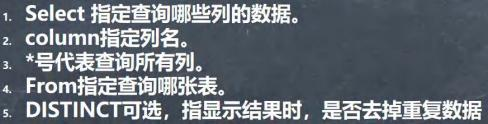 1. Select 指定查询哪些列的数据。
2. column指定列名。
3. *号代表查询所有列。
4. From指定查询哪张表。
5. DISTINCT可选，指显示结果时，是否去掉重复数据